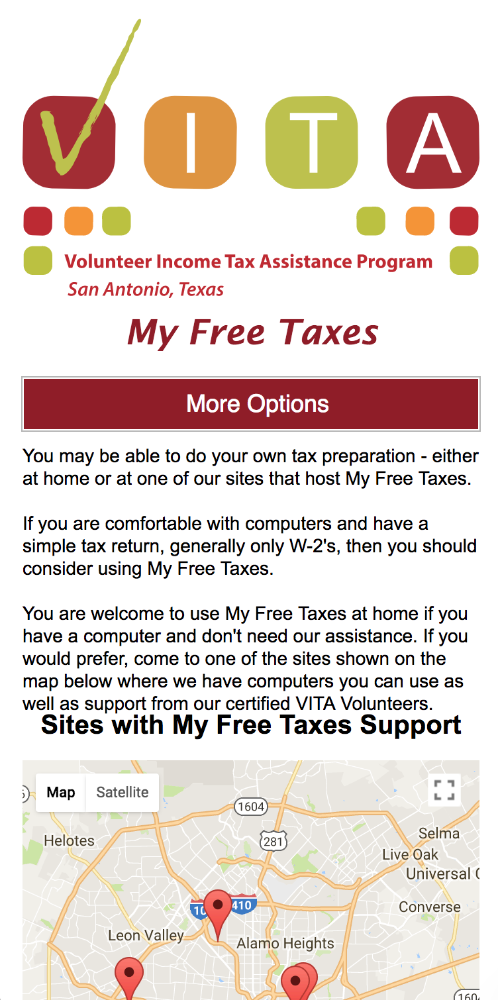 V I T A
Volunteer Income Tax Assistance Program
San Antonio, Texas
My Free Taxes
More Options
You may be able to do your own tax preparation - either
at home or at one of our sites that host My Free Taxes.
If you are comfortable with computers and have a
simple tax return, generally only W-2's, then you should
consider using My Free Taxes.
You are welcome to use My Free Taxes at home if you
have a computer and don't need our assistance. If you
would prefer, come to one of the sites shown on the
map below where we have computers you can use as
well as support from our certified VITA Volunteers.
Sites with My Free Taxes Support
Map Satellite
1604
Helotes
281
Selma
Live Oak
Universal C
10 410
Converse
Leon Valley
Alamo Heights